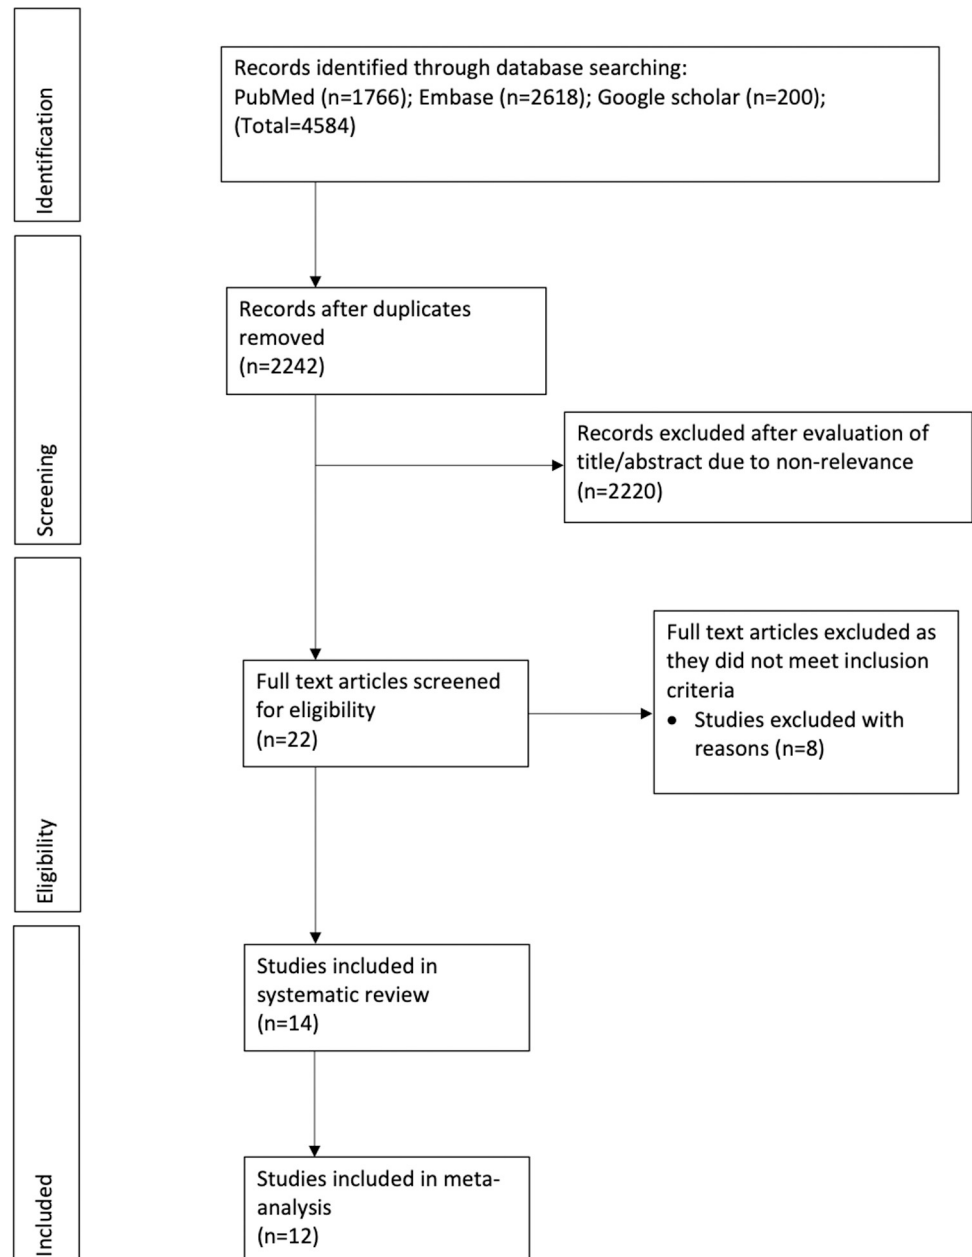 Identification
Records identified through database searching:
PubMed (n=1766); Embase (n=2618); Google scholar (n=200);
(Total=4584)
Screening
Records after duplicates
removed
(n=2242)
Records excluded after evaluation of
title/abstract due to non-relevance
(n=2220)
Eligibility
Full text articles screened
for eligibility
(n=22)
Full text articles excluded as
they did not meet inclusion
criteria
• Studies excluded with
reasons (n=8)
Included
Studies included in
systematic review
(n=14)
Studies included in meta-
analysis
(n=12)